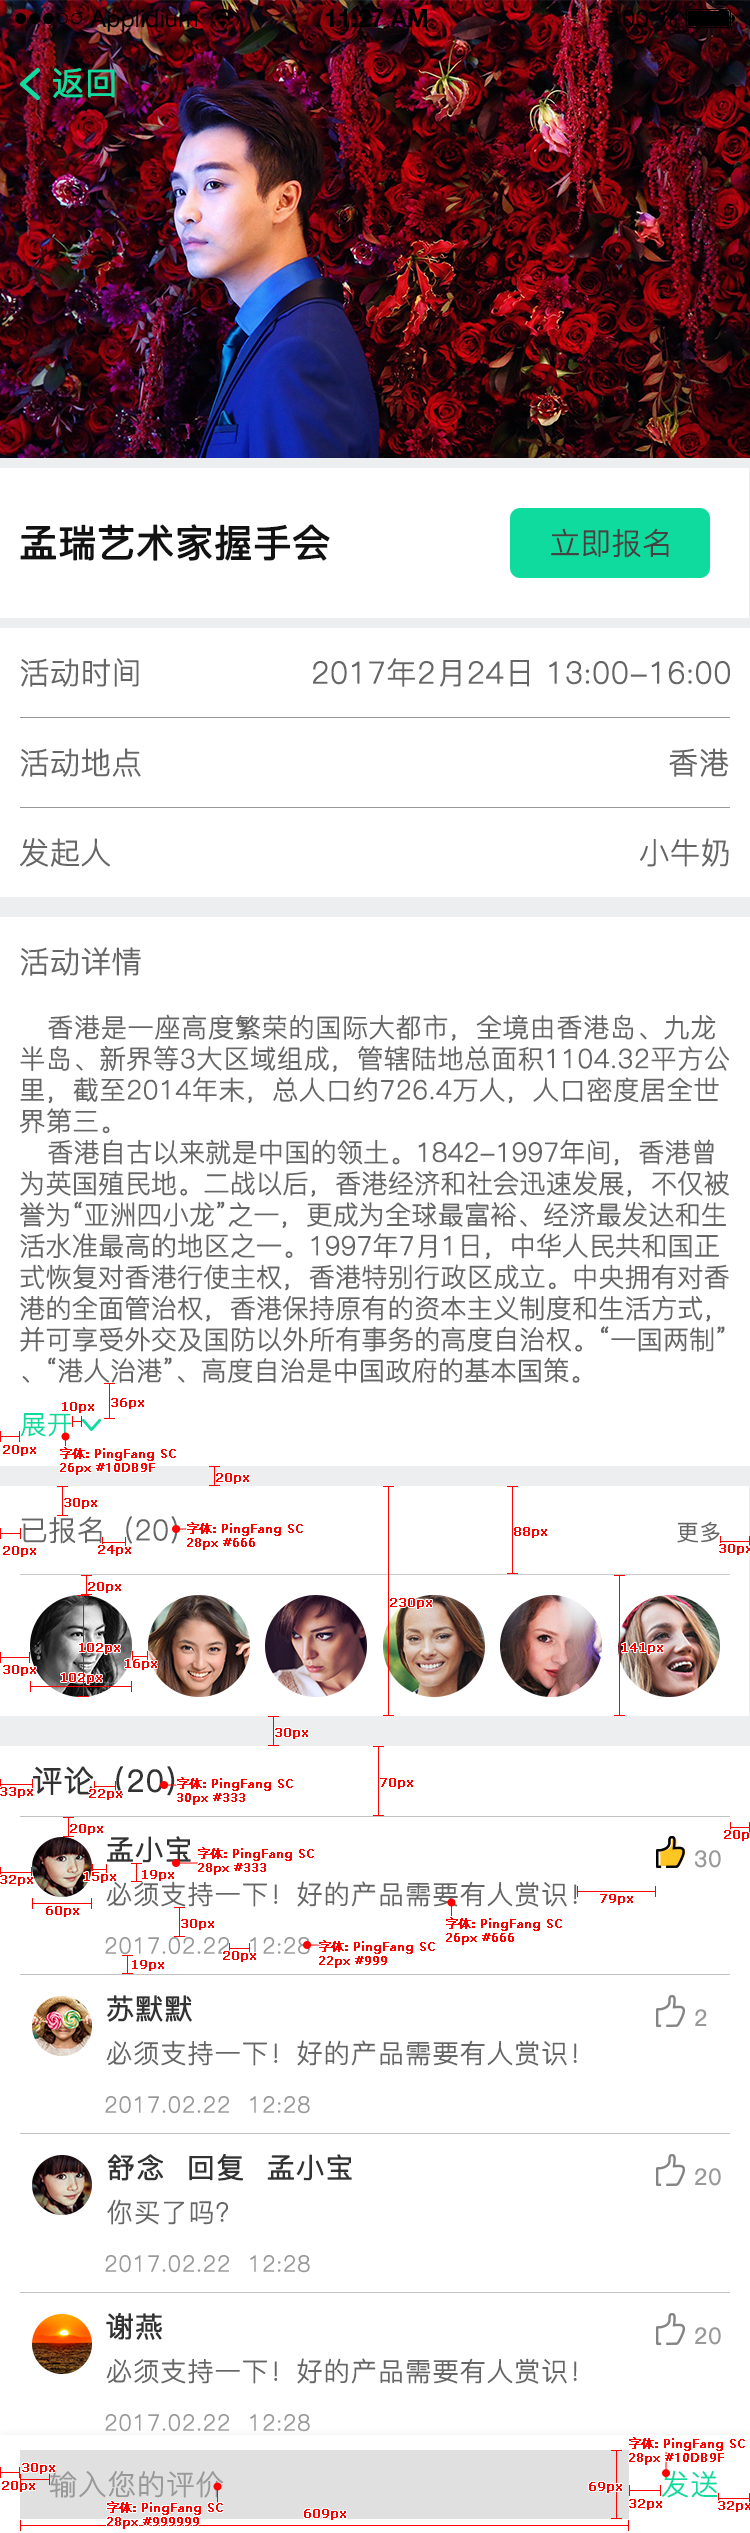 Applidium 11:27 AM 100%
返回
孟瑞艺术家握手会
立即报名
活动时间 2017年2月24日 13:00-16:00
活动地点 香港
发起人 小牛奶
活动详情
香港是一座高度繁荣的国际大都市，全境由香港岛、九龙
半岛、新界等3大区域组成，管辖陆地总面积1104.32平方公
里，截至2014年末，总人口约726.4万人，人口密度居全世
界第三。
香港自古以来就是中国的领土。1842-1997年间，香港曾
为英国殖民地。二战以后，香港经济和社会迅速发展，不仅被
誉为“亚洲四小龙”之一，更成为全球最富裕、经济最发达和生
活水准最高的地区之一。1997年7月1日，中华人民共和国正
式恢复对香港行使主权，香港特别行政区成立。中央拥有对香
港的全面管治权，香港保持原有的资本主义制度和生活方式，
并可享受外交及国防以外所有事务的高度自治权。“一国两制”
、“港人治港”、高度自治是中国政府的基本国策。
10px 36px
展开
20px
字体: PingFang SC
26px #10DB9F
20px
30px
已报名 (20)
字体: PingFang SC
28px #666
88px
更多
20px 24px 30px
20px
230px
102px 141px
30px 102px 16px
30px
评论 (20)
字体: PingFang SC
30px #333
70px
33px 22px
20px 20p
孟小宝
字体: PingFang SC
28px #333
30
32px 15px 19px
必须支持一下！好的产品需要有人赏识！
79px
60px
30px
字体: PingFang SC
26px #666
2017.02.22 12:28
20px
字体: PingFang SC
22px #999
19px
苏默默
2
必须支持一下！好的产品需要有人赏识！
2017.02.22 12:28
舒念 回复 孟小宝
20
你买了吗？
2017.02.22 12:28
谢燕
20
必须支持一下！好的产品需要有人赏识！
2017.02.22 12:28
字体: PingFang SC
28px #10DB9F
30px
20px
输入您的评价
69px
发送
32px 32px
字体: PingFang SC
28px #999999
609px